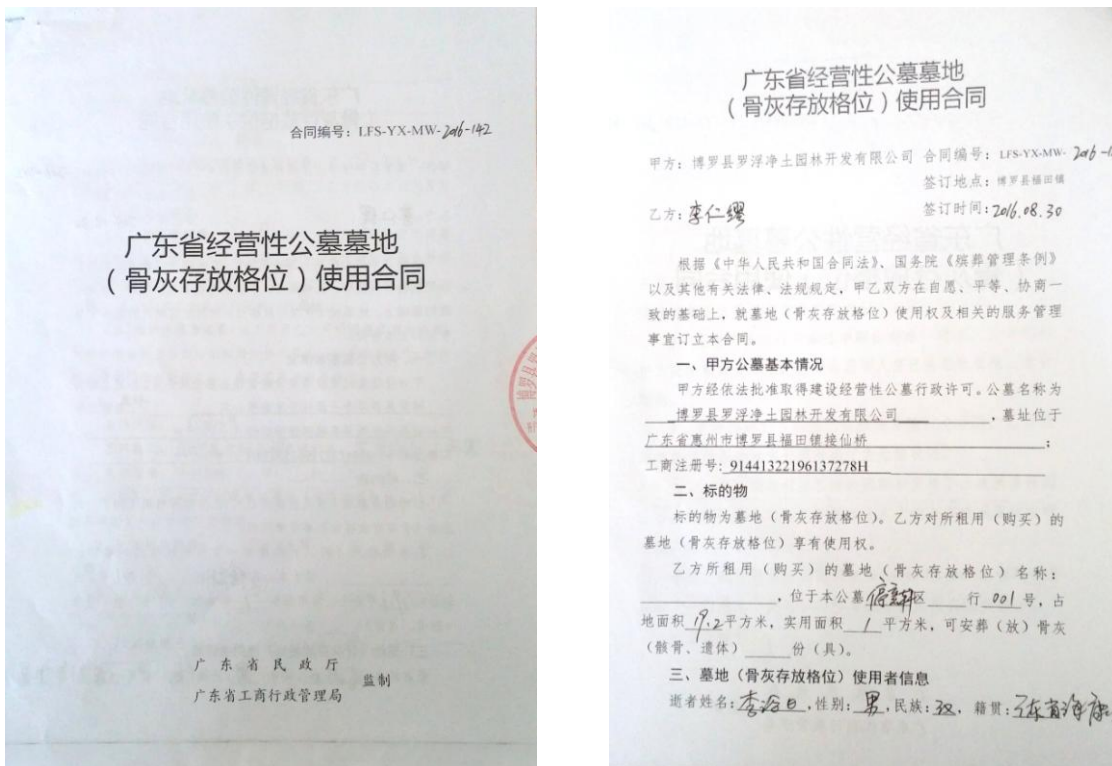 合同编号：LFS-YX-MW-2016-142
广东省经营性公墓墓地
（骨灰存放格位）使用合同
广东省民政厅
广东省工商行政管理局
监制
广东省经营性公墓墓地
（骨灰存放格位）使用合同
甲方：博罗县罗浮净土园林开发有限公司 合同编号：LFS-YX-MW-2016-1
签订地点：博罗县福田镇
乙方：李仁缪 签订时间：2016.08.30
根据《中华人民共和国合同法》、国务院《殡葬管理条例》
以及其他有关法律、法规规定，甲乙双方在自愿、平等、协商一
致的基础上，就墓地（骨灰存放格位）使用权及相关的服务管理
事宜订立本合同。
一、甲方公墓基本情况
甲方经依法批准取得建设经营性公墓行政许可。公墓名称为
博罗县罗浮净土园林开发有限公司，墓址位于
广东省惠州市博罗县福田镇接仙桥；
工商注册号：91441322196137278H
二、标的物
标的物为墓地（骨灰存放格位）。乙方对所租用（购买）的
墓地（骨灰存放格位）享有使用权。
乙方所租用（购买）的墓地（骨灰存放格位）名称：
，位于本公墓区 行 001 号，占
地面积 19.2 平方米，实用面积 1 平方米，可安葬（放）骨灰
（骸骨、遗体） 份（具）。
三、墓地（骨灰存放格位）使用者信息
逝者姓名：李 日，性别：男，民族：汉，籍贯：广东省海康